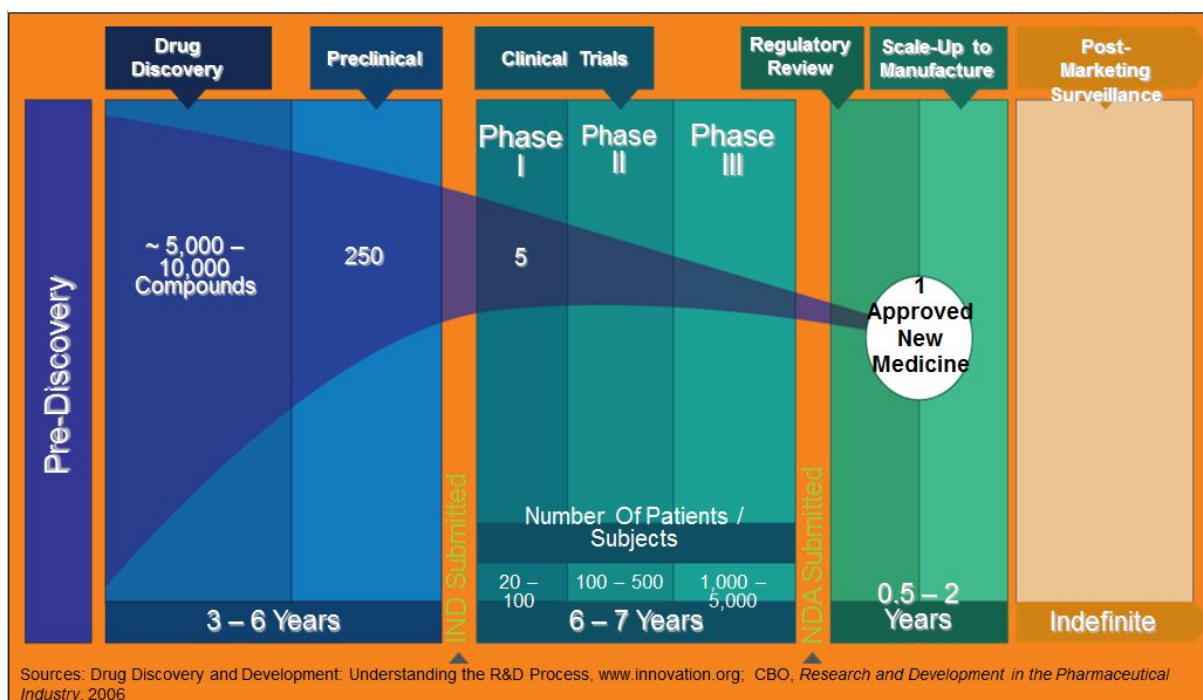 Drug
Discovery
Preclinical
Clinical Trials
Regulatory
Review
Scale-Up to
Manufacture
Post-
Marketing
Surveillance
Pre-Discovery
~ 5,000 –
10,000
Compounds
250
IND Submitted
Phase
I
Phase
II
Phase
III
5
Number Of Patients /
Subjects
20 –
100
100 – 500
1,000 –
5,000
NDA Submitted
1
Approved
New
Medicine
3 – 6 Years
6 – 7 Years
0.5 – 2
Years
Indefinite
Sources: Drug Discovery and Development: Understanding the R&D Process, www.innovation.org; CBO, Research and Development in the Pharmaceutical
Industry, 2006